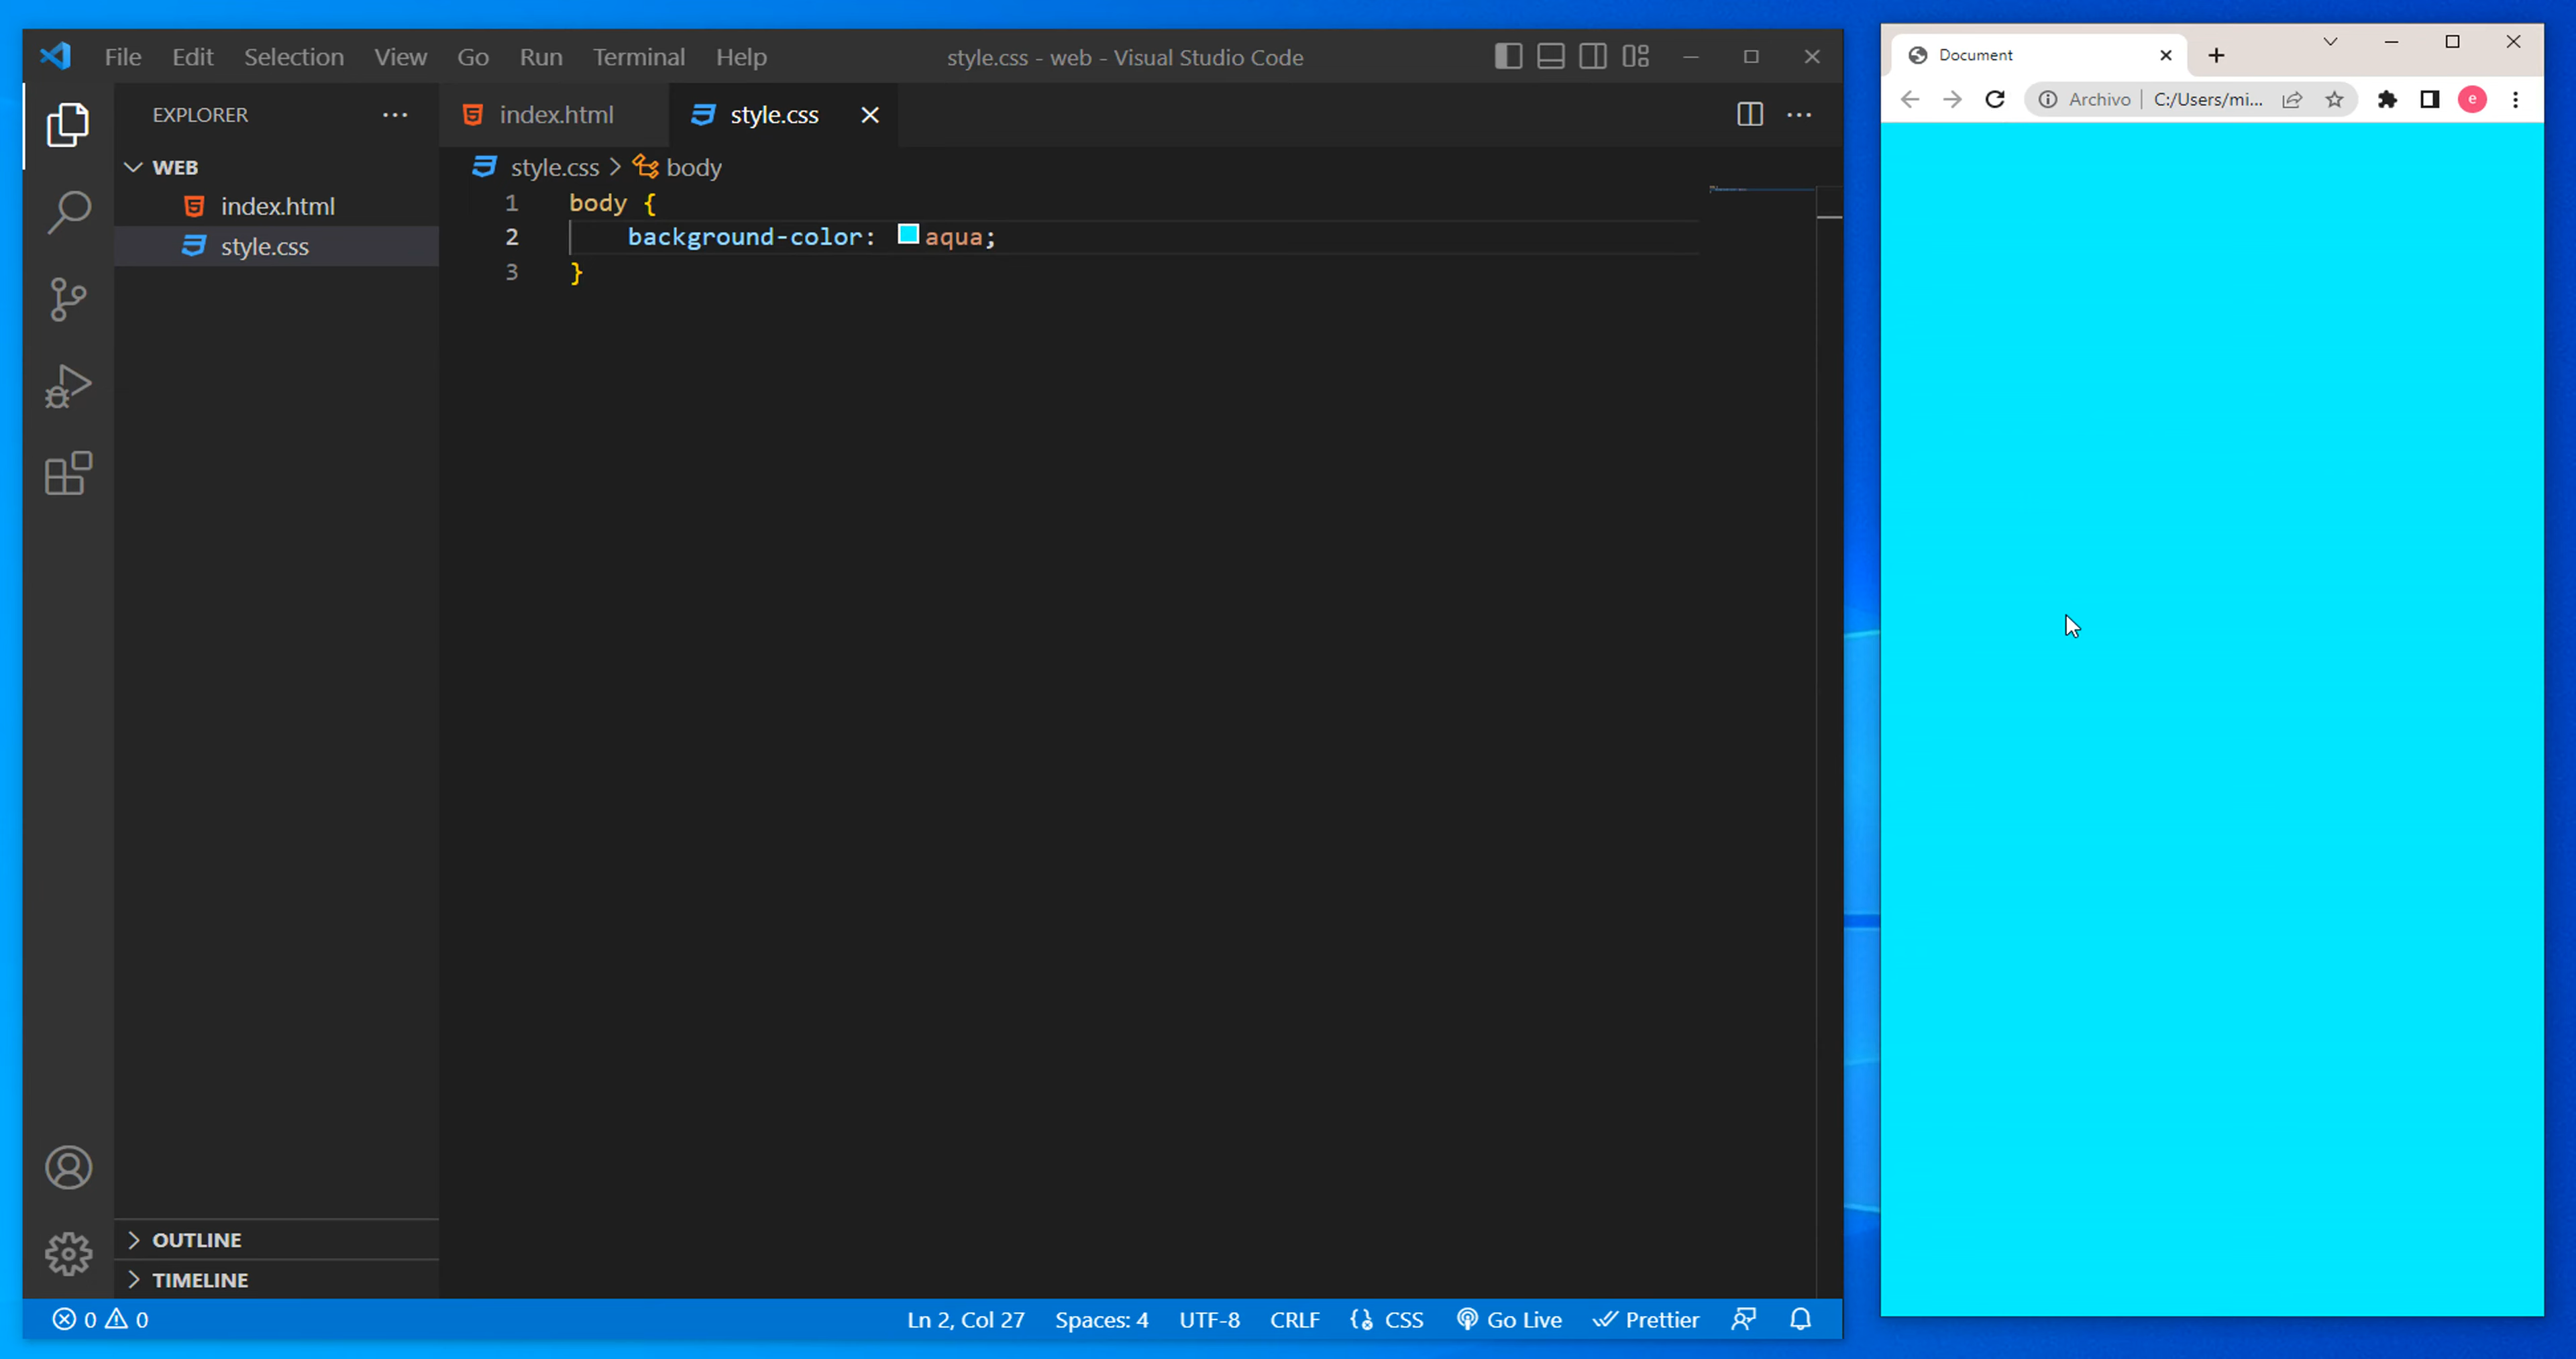 File Edit Selection View Go Run Terminal Help
style.css - web - Visual Studio Code
EXPLORER
WEB
index.html
style.css
index.html
style.css
style.css > body
1 body {
2 background-color: aqua;
3 }
OUTLINE
TIMELINE
0 0
Ln 2, Col 27 Spaces: 4 UTF-8 CRLF CSS Go Live Prettier
Document
Archivo | C:/Users/mi...
e